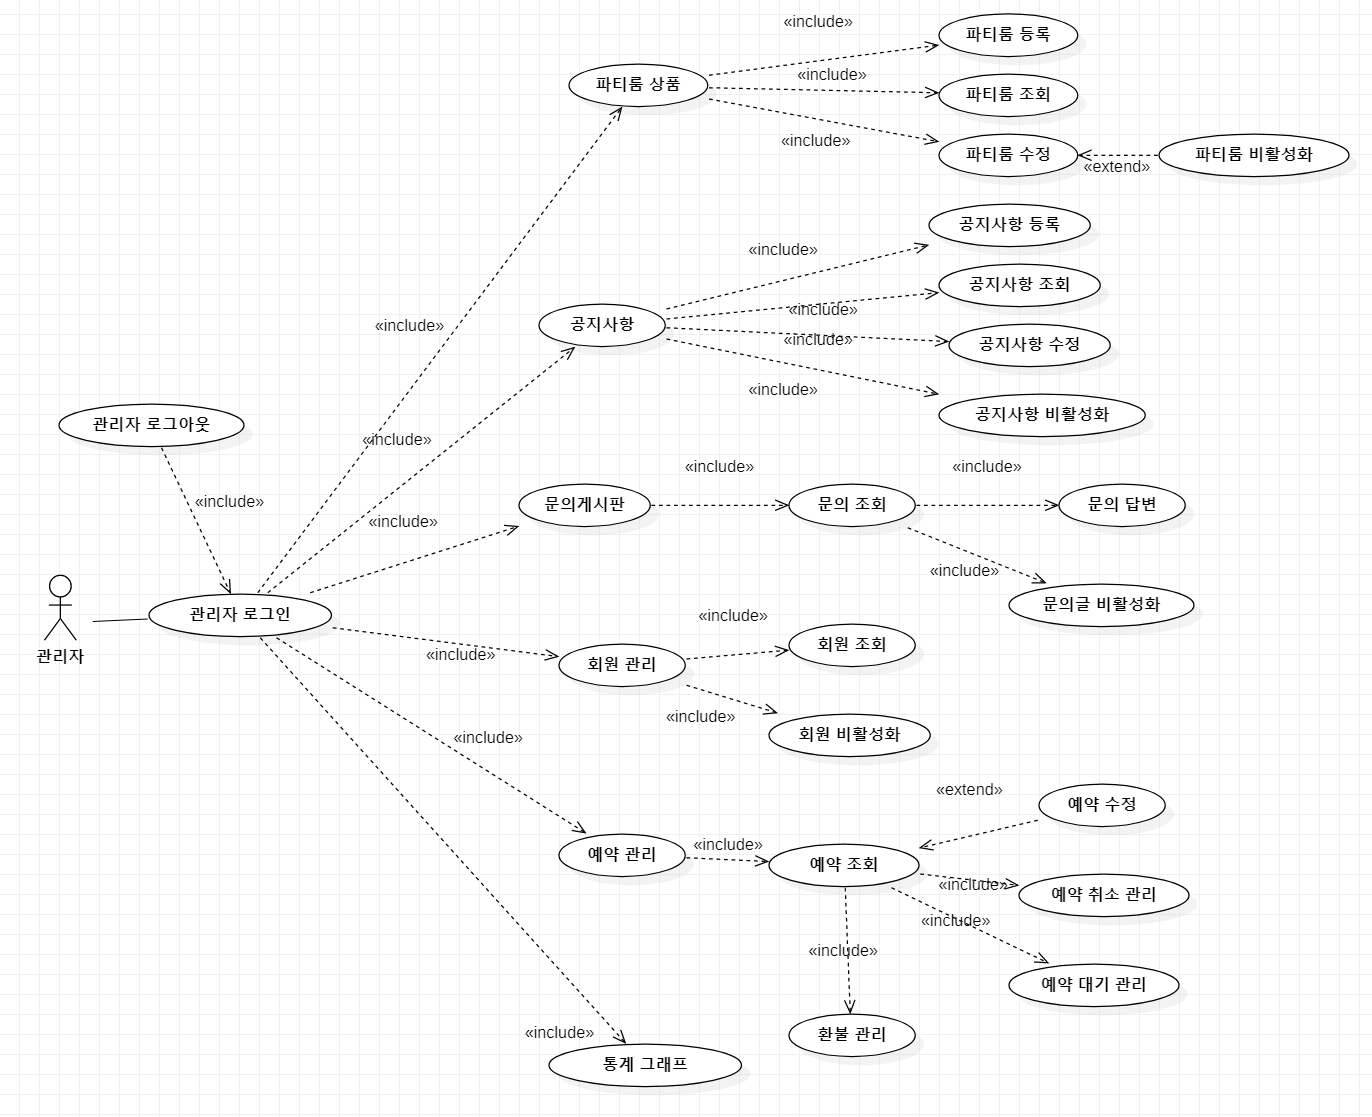 «include»
파티룸 등록
파티룸 상품
«include»
파티룸 조회
«include»
파티룸 수정
«extend»
파티룸 비활성화
공지사항 등록
«include»
공지사항 조회
«include»
«include»
공지사항
«include»
공지사항 수정
«include»
공지사항 비활성화
관리자 로그아웃
«include»
«include»
«include»
«include»
«include»
문의게시판
문의 조회
문의 답변
«include»
«include»
문의글 비활성화
관리자 로그인
관리자
«include»
회원 조회
«include»
회원 관리
«include»
회원 비활성화
«include»
«extend»
예약 수정
예약 관리
«include»
예약 조회
«include»
예약 취소 관리
«include»
«include»
예약 대기 관리
«include»
환불 관리
통계 그래프